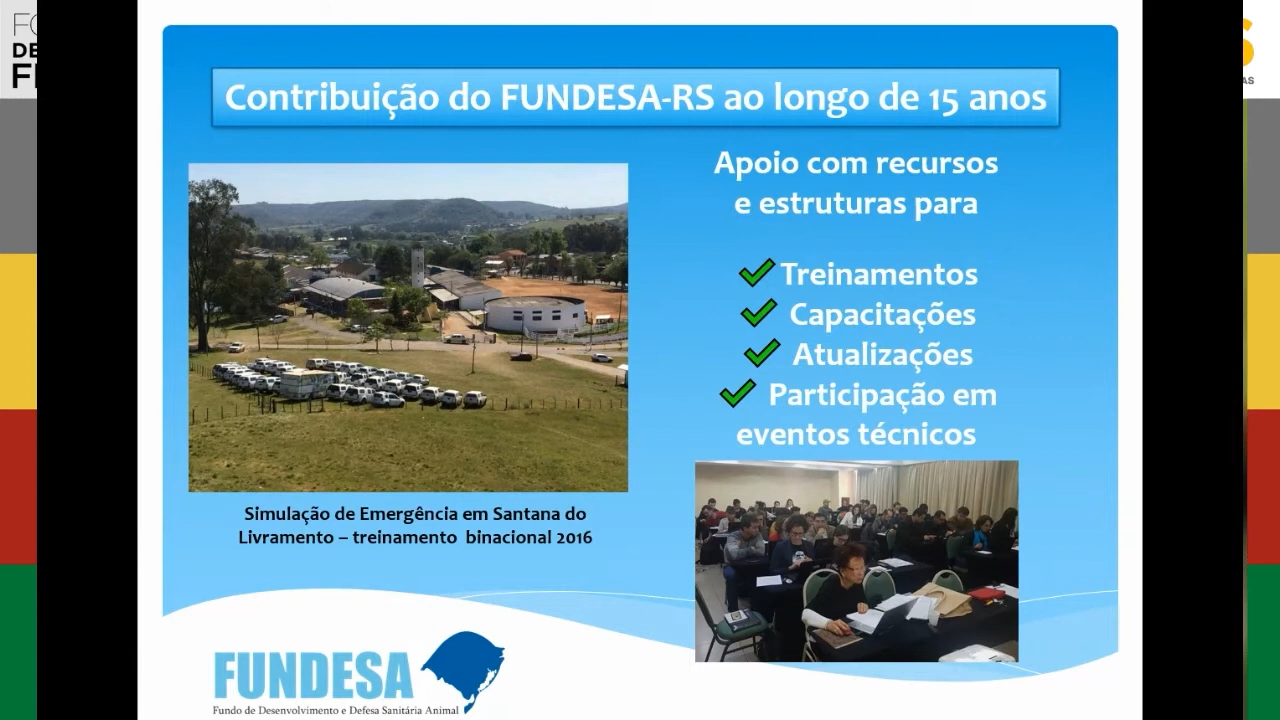 DE
Contribuição do FUNDESA-RS ao longo de 15 anos
Apoio com recursos
e estruturas para
Treinamentos
Capacitações
Atualizações
Participação em
eventos técnicos
Simulação de Emergência em Santana do
Livramento – treinamento binacional 2016
FUNDESA
Fundo de Desenvolvimento e Defesa Sanitária Animal